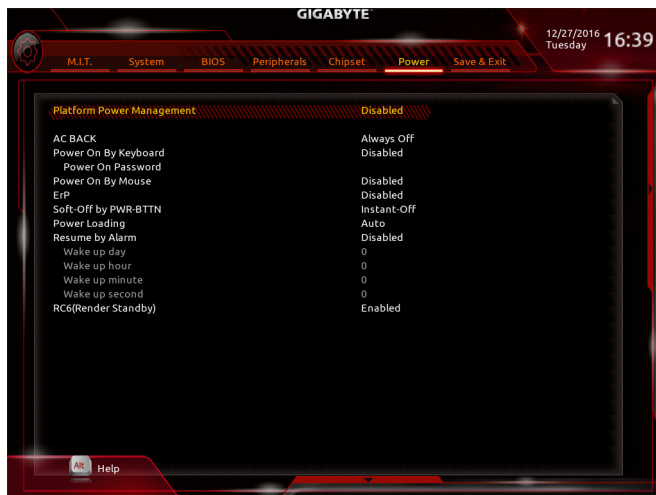 GIGABYTE™
12/27/2016 16:39
Tuesday
M.I.T. System BIOS Peripherals Chipset Power Save & Exit
Platform Power Management Disabled
AC BACK Always Off
Power On By Keyboard Disabled
Power On Password
Power On By Mouse Disabled
ErP Disabled
Soft-Off by PWR-BTTN Instant-Off
Power Loading Auto
Resume by Alarm Disabled
Wake up day 0
Wake up hour 0
Wake up minute 0
Wake up second 0
RC6(Render Standby) Enabled
Alt Help